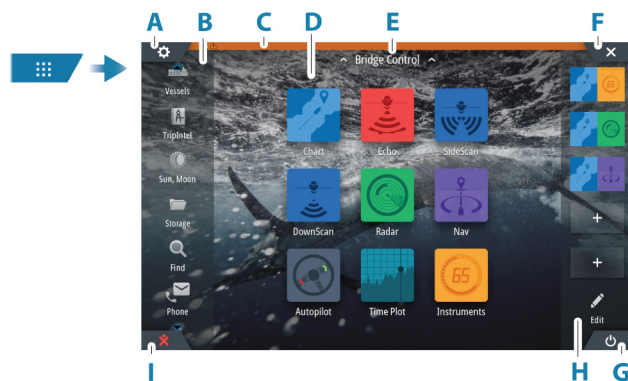 A
B
C
D
E
F
Bridge Control
Vessels
TripIntel
Sun, Moon
Storage
Find
Phone
Chart
Echo
SideScan
DownScan
Radar
Nav
Autopilot
Time Plot
65
Instruments
65
+
+
Edit
I
H
G